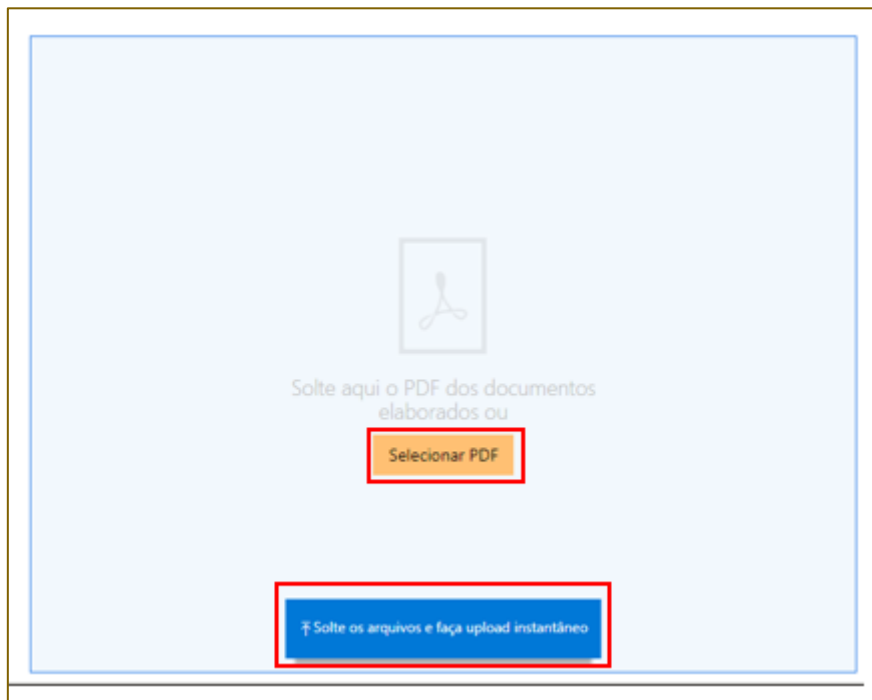 Solte aqui o PDF dos documentos
elaborados ou
Selecionar PDF
Solte os arquivos e faça upload instantâneo